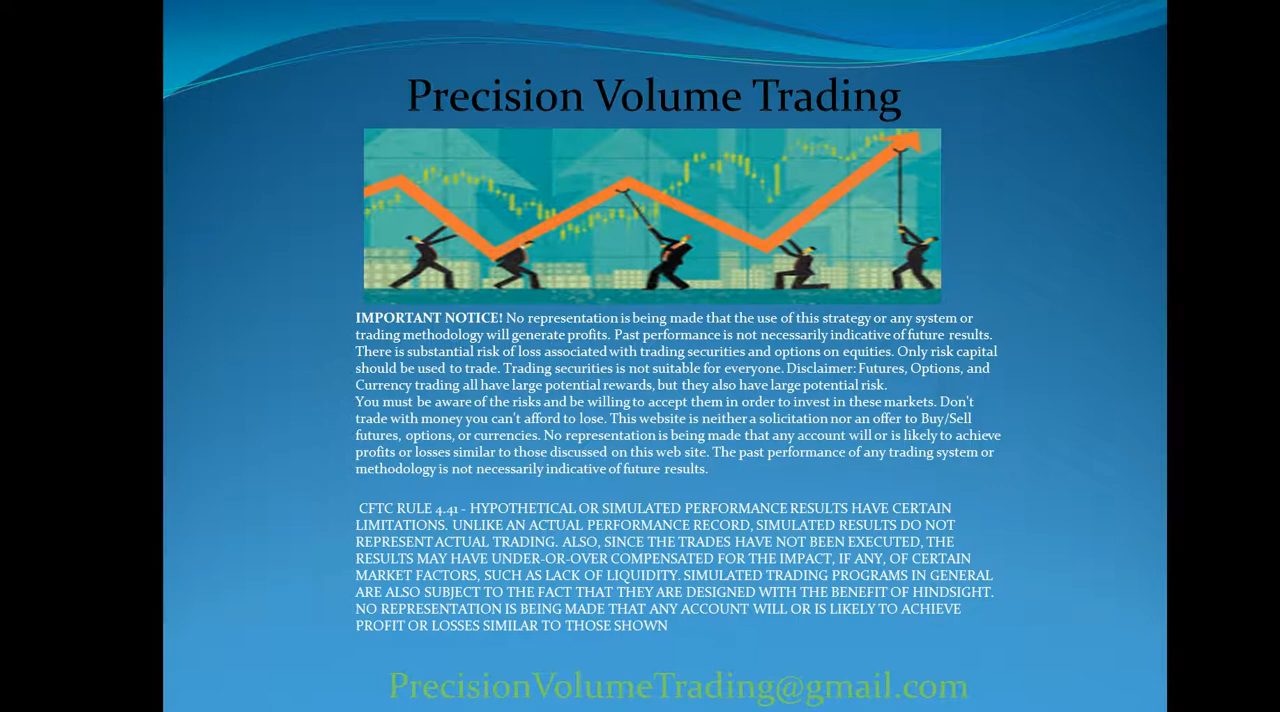 Precision Volume Trading
IMPORTANT NOTICE! No representation is being made that the use of this strategy or any system or
trading methodology will generate profits. Past performance is not necessarily indicative of future results.
There is substantial risk of loss associated with trading securities and options on equities. Only risk capital
should be used to trade. Trading securities is not suitable for everyone. Disclaimer: Futures, Options, and
Currency trading all have large potential rewards, but they also have large potential risk.
You must be aware of the risks and be willing to accept them in order to invest in these markets. Don't
trade with money you can't afford to lose. This website is neither a solicitation nor an offer to Buy/Sell
futures, options, or currencies. No representation is being made that any account will or is likely to achieve
profits or losses similar to those discussed on this web site. The past performance of any trading system or
methodology is not necessarily indicative of future results.
CFTC RULE 4.41 - HYPOTHETICAL OR SIMULATED PERFORMANCE RESULTS HAVE CERTAIN
LIMITATIONS. UNLIKE AN ACTUAL PERFORMANCE RECORD, SIMULATED RESULTS DO NOT
REPRESENT ACTUAL TRADING. ALSO, SINCE THE TRADES HAVE NOT BEEN EXECUTED, THE
RESULTS MAY HAVE UNDER-OR-OVER COMPENSATED FOR THE IMPACT, IF ANY, OF CERTAIN
MARKET FACTORS, SUCH AS LACK OF LIQUIDITY. SIMULATED TRADING PROGRAMS IN GENERAL
ARE ALSO SUBJECT TO THE FACT THAT THEY ARE DESIGNED WITH THE BENEFIT OF HINDSIGHT.
NO REPRESENTATION IS BEING MADE THAT ANY ACCOUNT WILL OR IS LIKELY TO ACHIEVE
PROFIT OR LOSSES SIMILAR TO THOSE SHOWN
PrecisionVolumeTrading@gmail.com